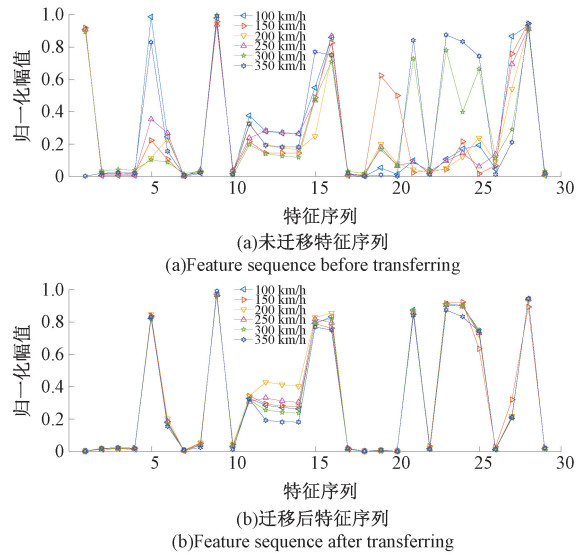 1.0
0.8
0.6
0.4
0.2
0
归一化幅值
100 km/h
150 km/h
200 km/h
250 km/h
300 km/h
350 km/h
5 10 15 20 25 30
特征序列
(a)未迁移特征序列
(a)Feature sequence before transferring
1.0
0.8
0.6
0.4
0.2
0
归一化幅值
100 km/h
150 km/h
200 km/h
250 km/h
300 km/h
350 km/h
5 10 15 20 25 30
特征序列
(b)迁移后特征序列
(b)Feature sequence after transferring